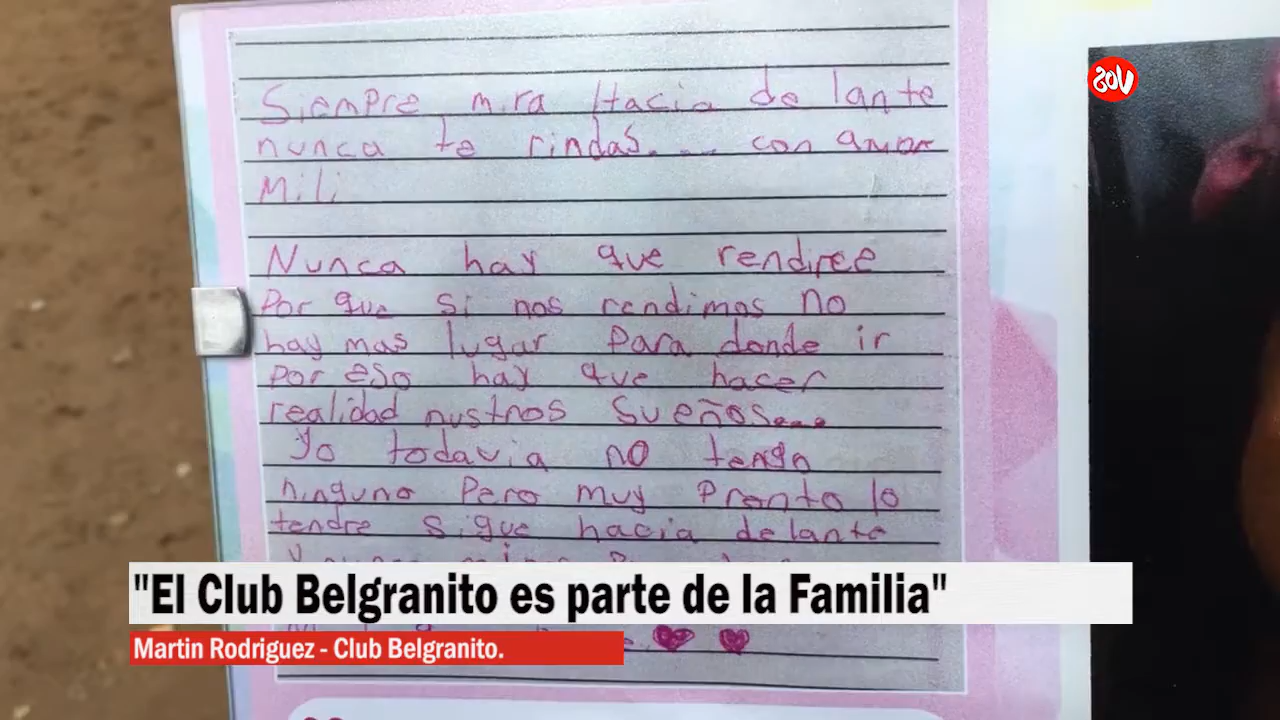 SOV
Siempre mira Hacia de lante
nunca te rindas.... con amor
Mili
Nunca hay que rendirce
Por que si nos rendimos no
hay mas lugar Para donde ir
por eso hay que hacer
realidad nustros sueños....
Yo todavia no tengo
ninguno Pero muy Pronto lo
tendre sigue hacia delante
"El Club Belgranito es parte de la Familia"
Martin Rodriguez - Club Belgranito.